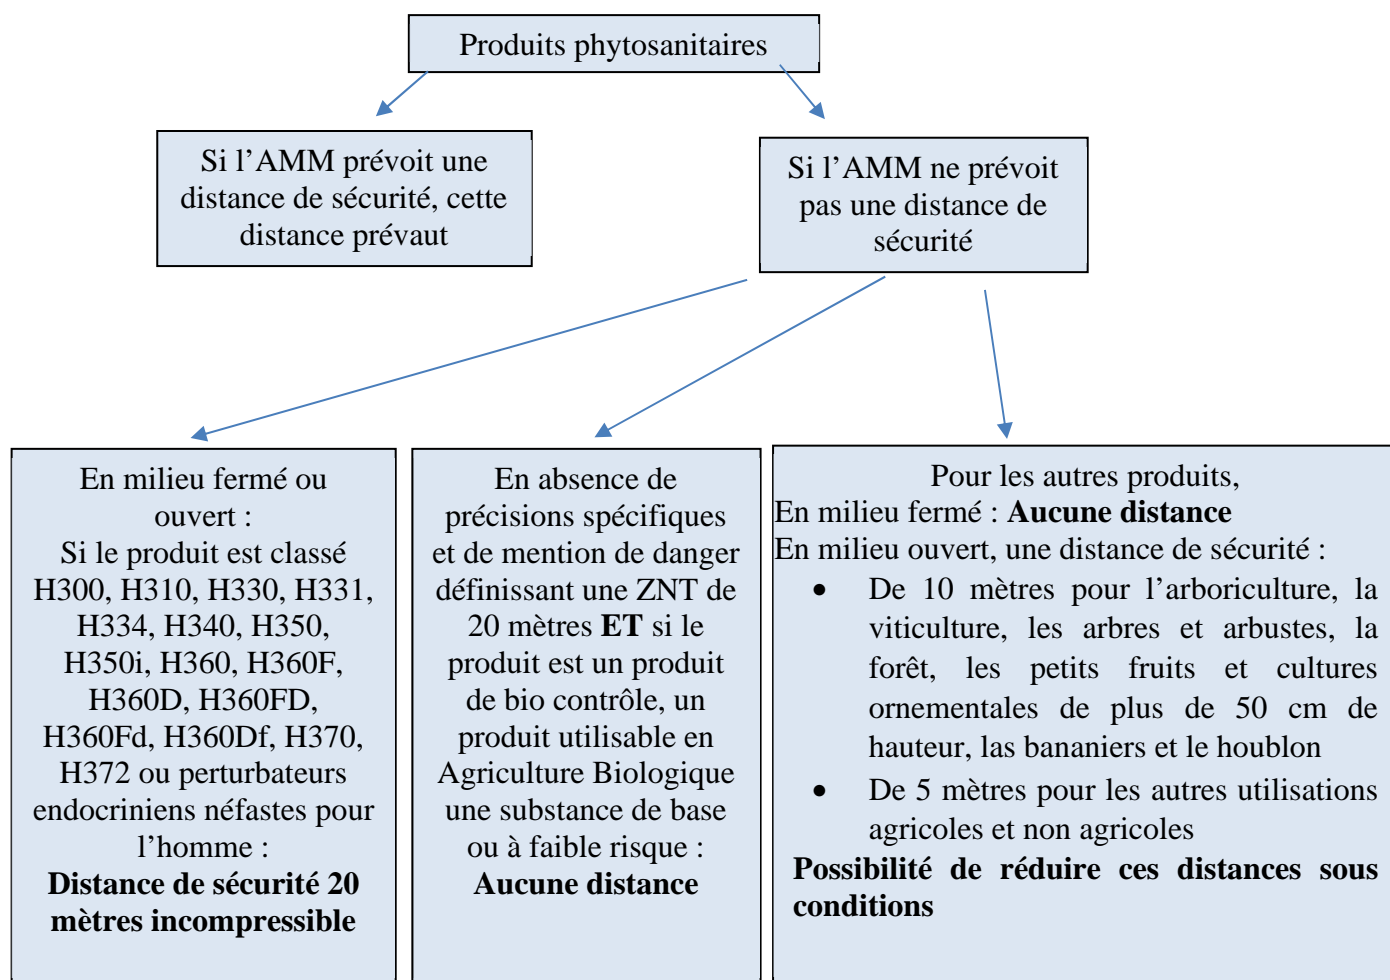 Produits phytosanitaires
Si l’AMM prévoit une
distance de sécurité, cette
distance prévaut
Si l’AMM ne prévoit
pas une distance de
sécurité
En milieu fermé ou
ouvert :
Si le produit est classé
H300, H310, H330, H331,
H334, H340, H350,
H350i, H360, H360F,
H360D, H360FD,
H360Fd, H360Df, H370,
H372 ou perturbateurs
endocriniens néfastes pour
l’homme :
Distance de sécurité 20
mètres incompressible
En absence de
précisions spécifiques
et de mention de danger
définissant une ZNT de
20 mètres ET si le
produit est un produit
de bio contrôle, un
produit utilisable en
Agriculture Biologique
une substance de base
ou à faible risque :
Aucune distance
Pour les autres produits,
En milieu fermé : Aucune distance
En milieu ouvert, une distance de sécurité :
• De 10 mètres pour l’arboriculture, la
viticulture, les arbres et arbustes, la
forêt, les petits fruits et cultures
ornementales de plus de 50 cm de
hauteur, las bananiers et le houblon
• De 5 mètres pour les autres utilisations
agricoles et non agricoles
Possibilité de réduire ces distances sous
conditions